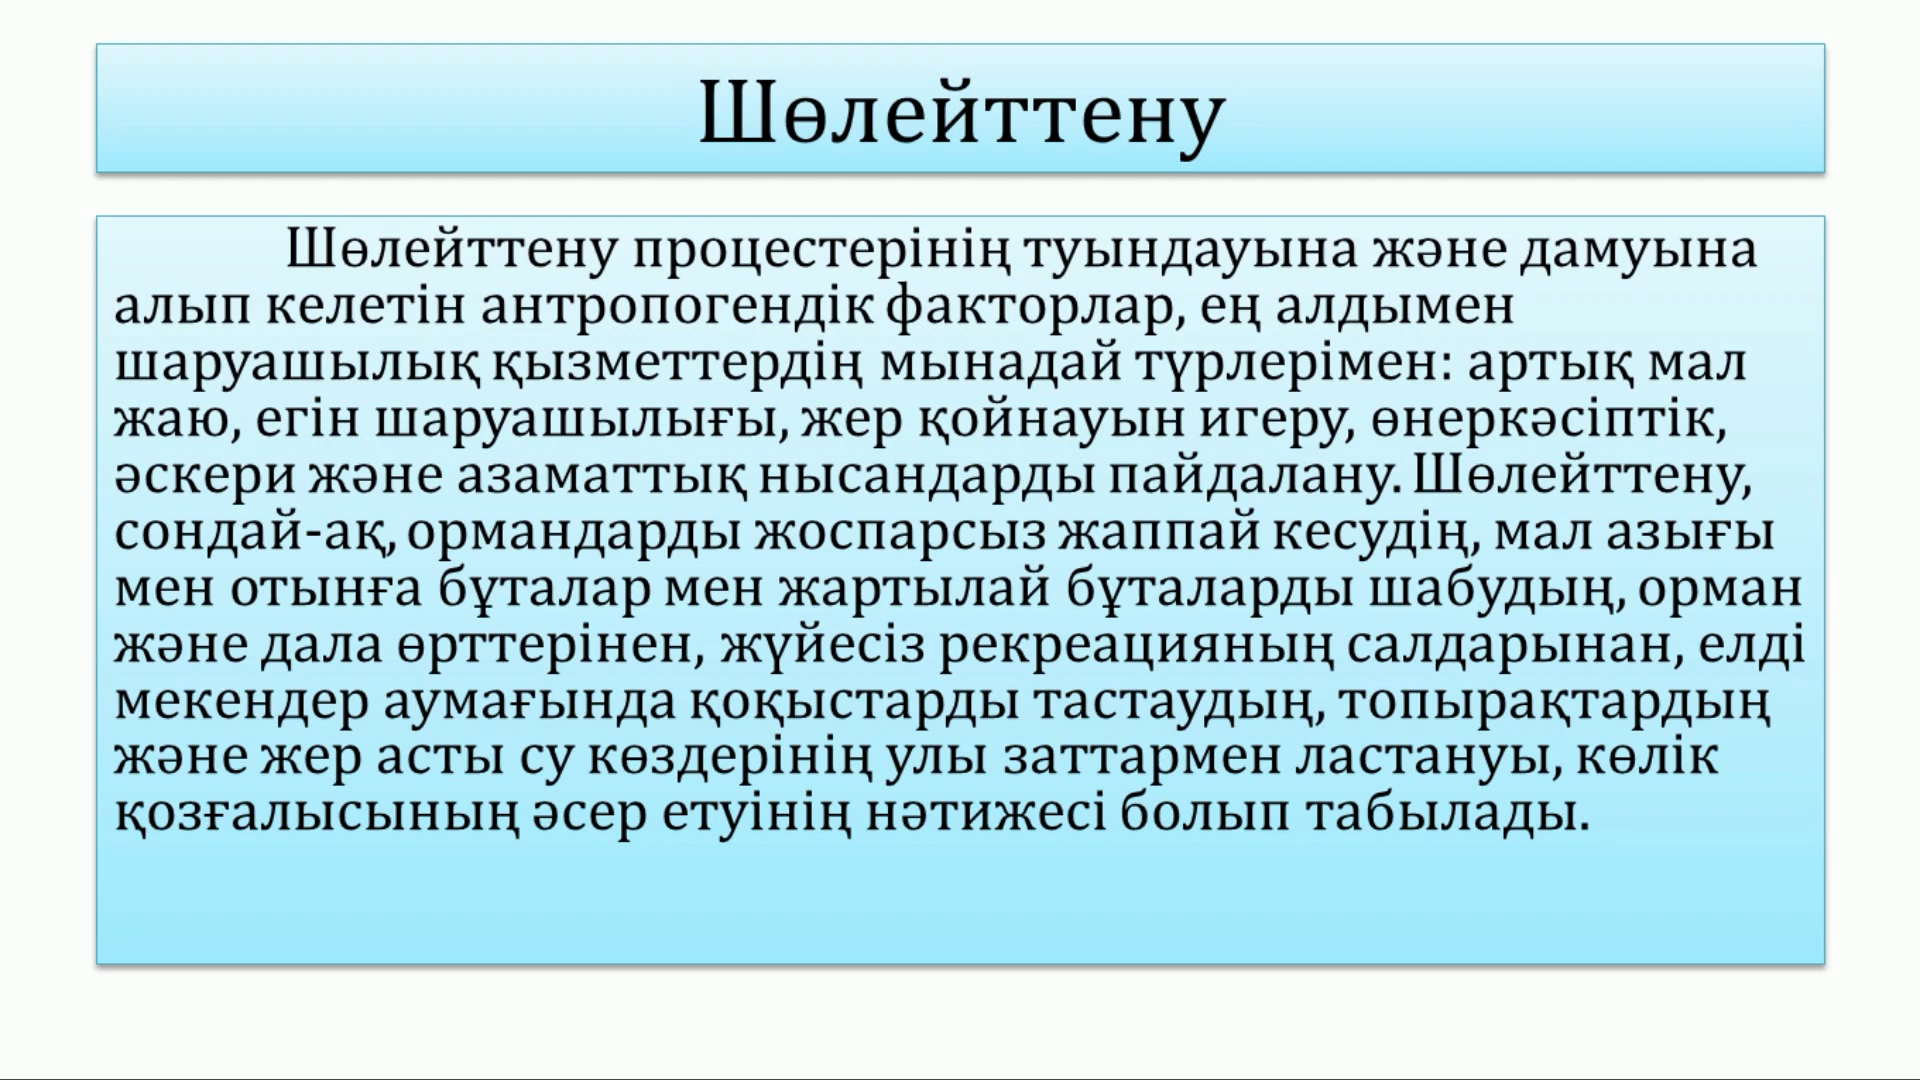 Шөлейттену
Шөлейттену процестерінің туындауына және дамуына
алып келетін антропогендік факторлар, ең алдымен
шаруашылық қызметтердің мынадай түрлерімен: артық мал
жаю, егін шаруашылығы, жер қойнауын игеру, өнеркәсіптік,
әскери және азаматтық нысандарды пайдалану. Шөлейттену,
сондай-ақ, ормандарды жоспарсыз жаппай кесудің, мал азығы
мен отынға бұталар мен жартылай бұталарды шабудың, орман
және дала өрттерінен, жүйесіз рекреацияның салдарынан, елді
мекендер аумағында қоқыстарды тастаудың, топырақтардың
және жер асты су көздерінің улы заттармен ластануы, көлік
қозғалысының әсер етуінің нәтижесі болып табылады.